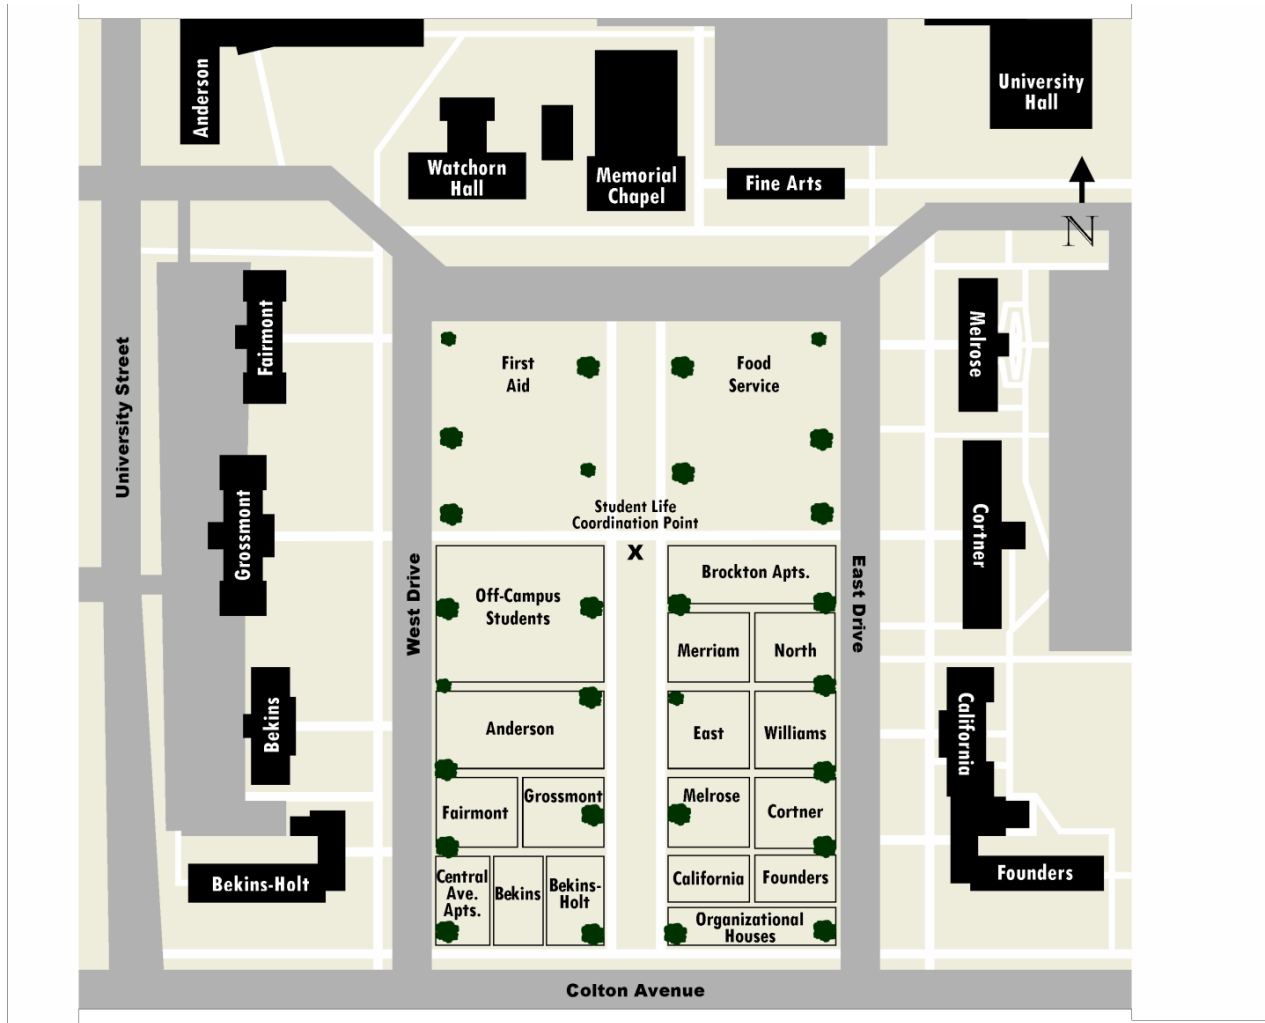 Anderson
Watchorn
Hall
Memorial
Chapel
Fine Arts
University
Hall
N
University Street
Fairmont
Grossmont
Bekins
Bekins-Holt
West Drive
First
Aid
Food
Service
Student Life
Coordination Point
X
Off-Campus
Students
Brockton Apts.
Merriam
North
Anderson
East
Williams
Fairmont
Grossmont
Melrose
Cortner
Central
Ave.
Apts.
Bekins
Bekins-
Holt
California
Founders
Organizational
Houses
East Drive
Melrose
Cortner
California
Founders
Colton Avenue